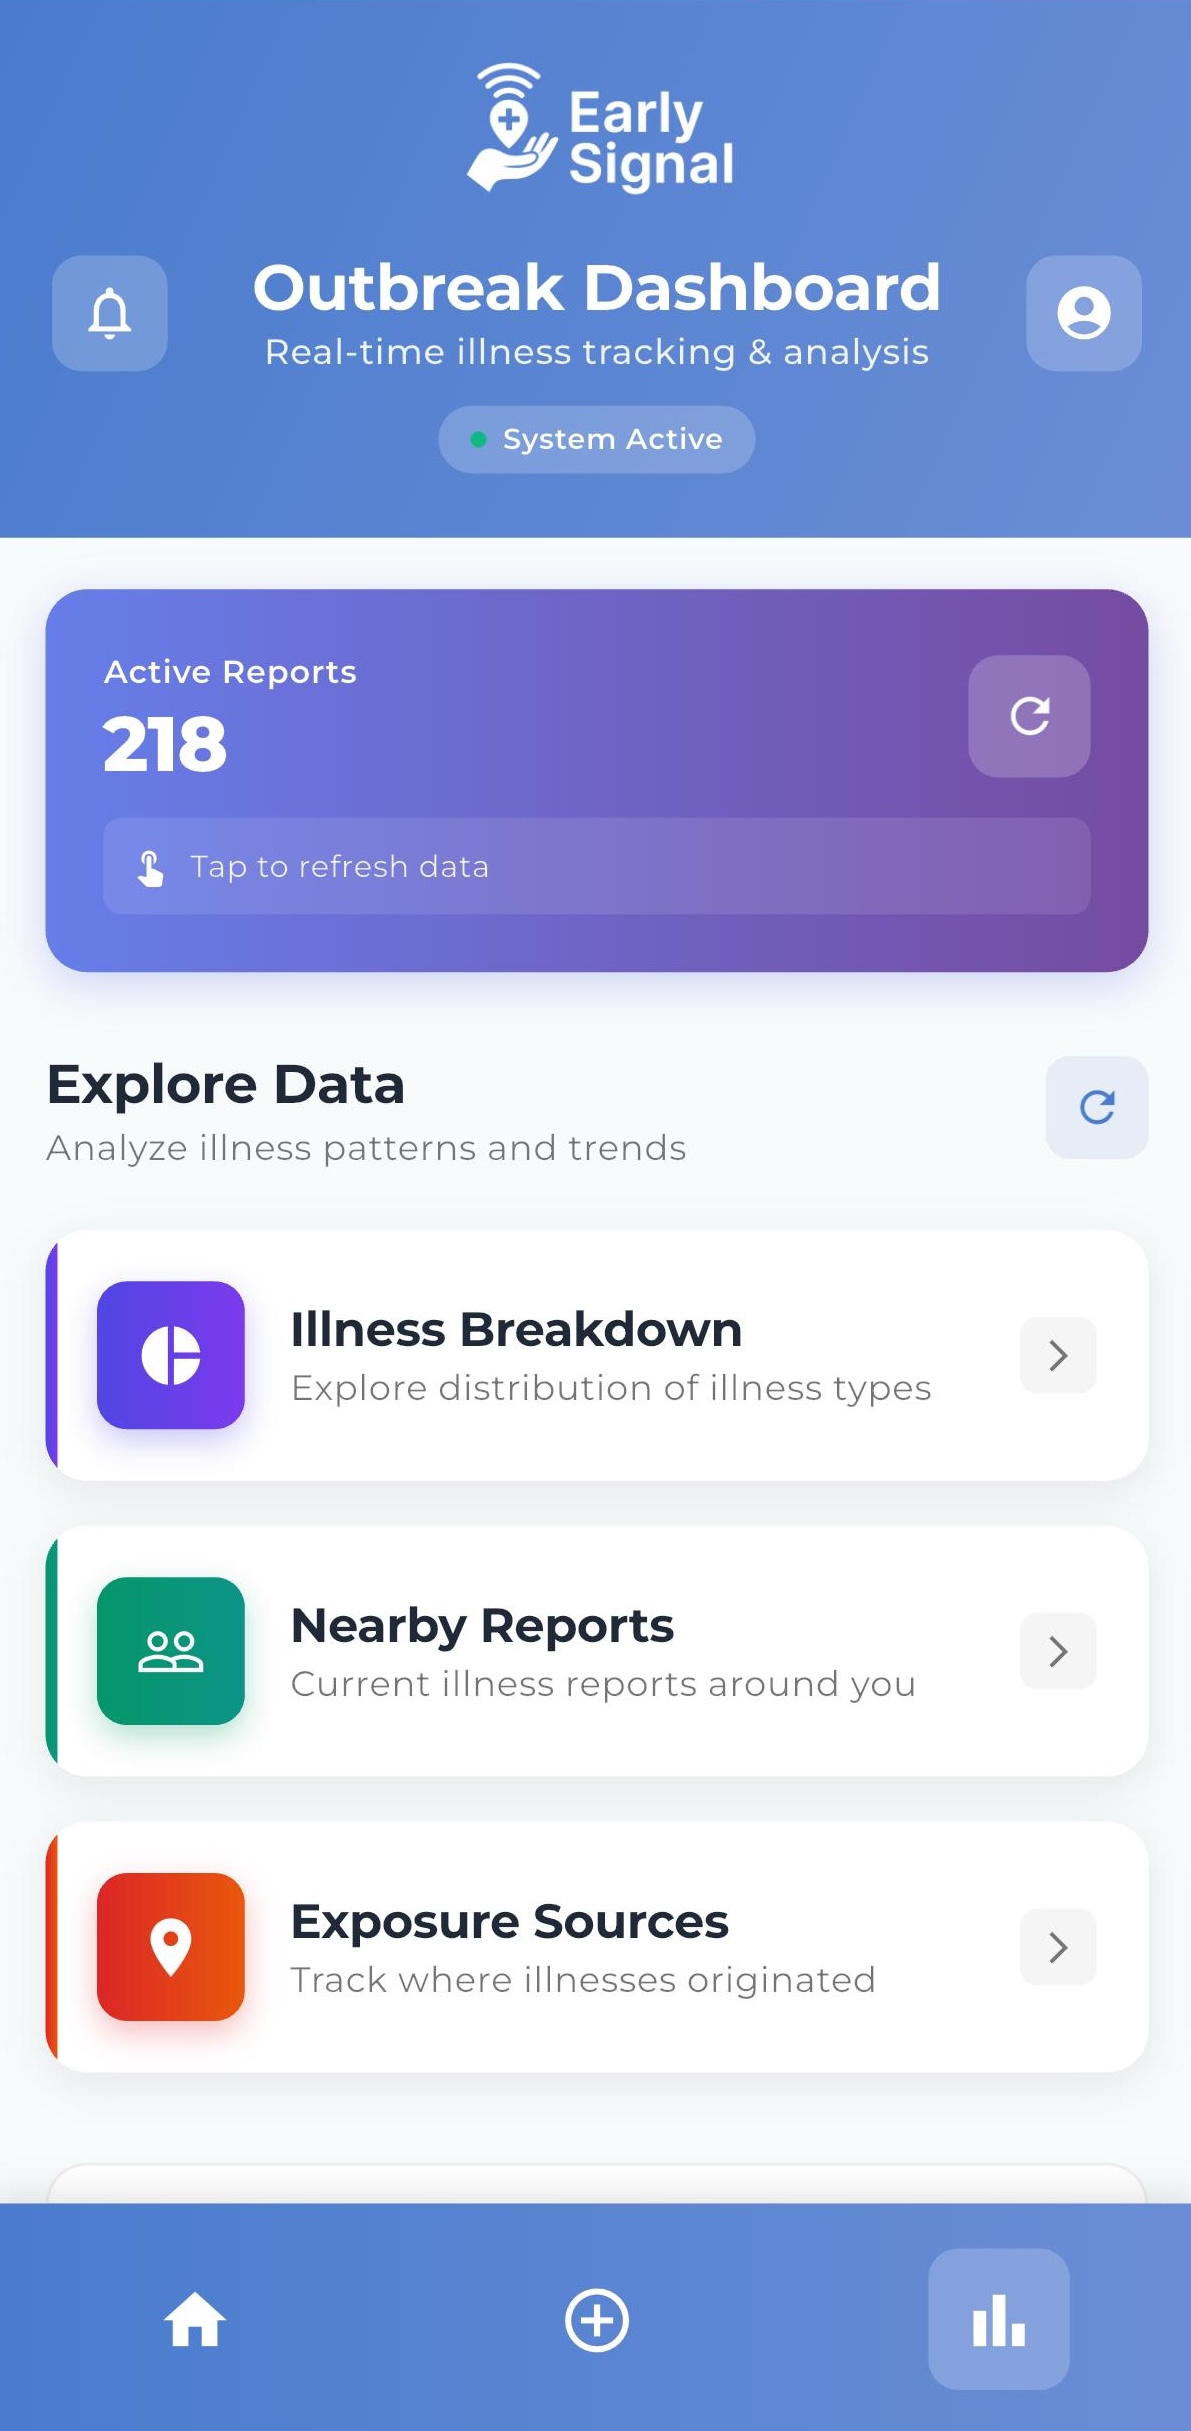 Early
Signal
Outbreak Dashboard
Real-time illness tracking & analysis
System Active
Active Reports
218
Tap to refresh data
Explore Data
Analyze illness patterns and trends
Illness Breakdown
Explore distribution of illness types
Nearby Reports
Current illness reports around you
Exposure Sources
Track where illnesses originated